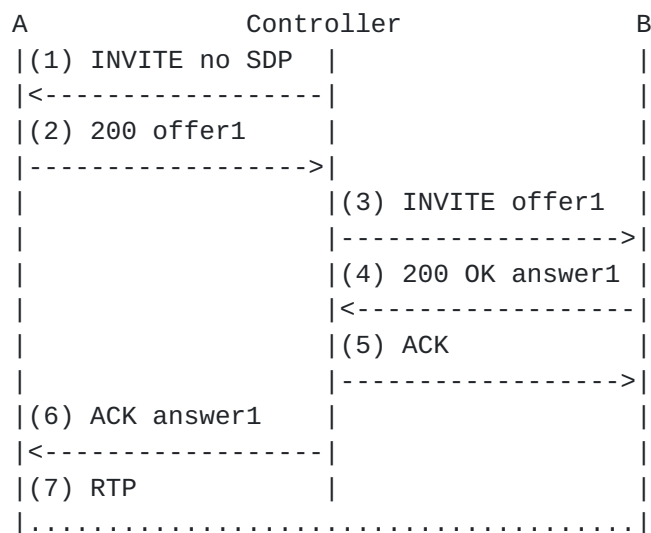 A              Controller               B
|(1) INVITE no SDP  |                   |
|<------------------|                   |
|(2) 200 offer1     |                   |
|------------------>|                   |
|                   |(3) INVITE offer1  |
|                   |------------------>|
|                   |(4) 200 OK answer1 |
|                   |<------------------|
|                   |(5) ACK            |
|                   |------------------>|
|(6) ACK answer1    |                   |
|<------------------|                   |
|(7) RTP            |                   |
|.......................................|